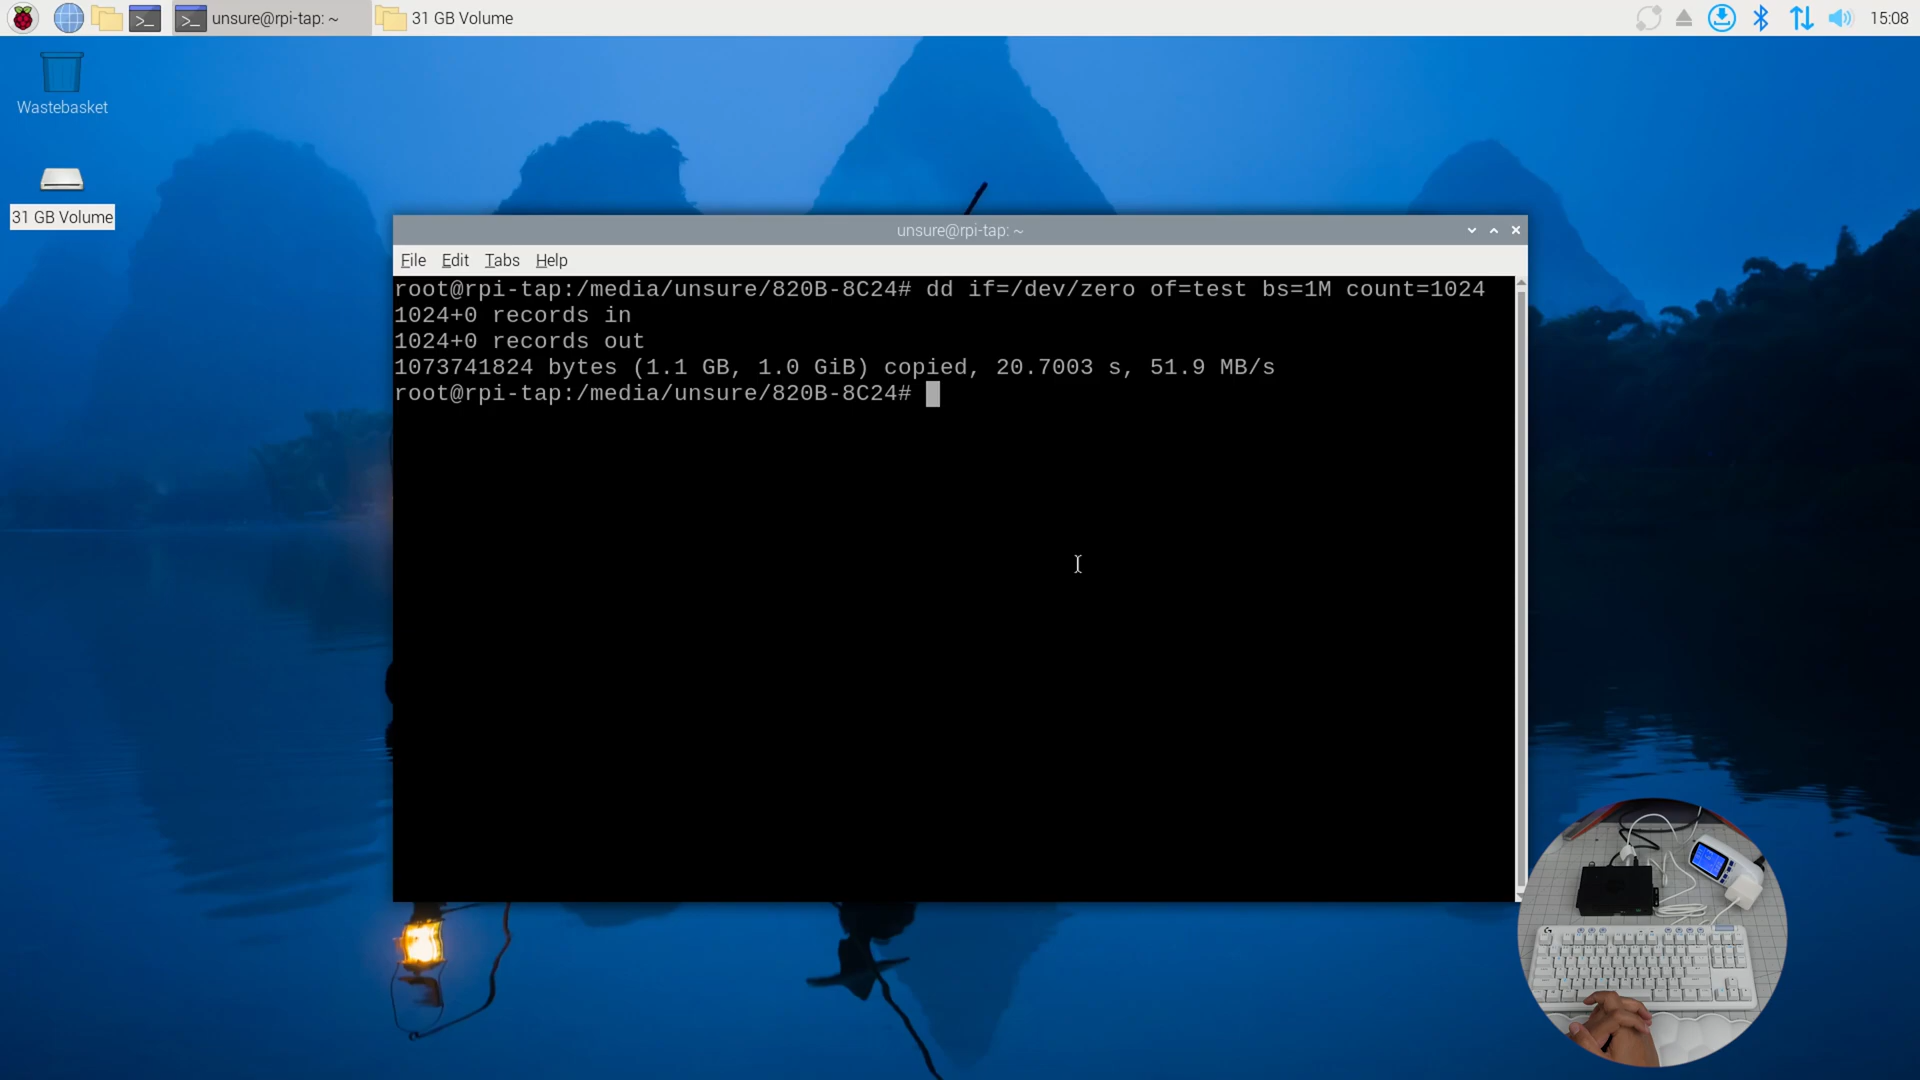 unsure@rpi-tap: ~
31 GB Volume
15:08
Wastebasket
31 GB Volume
unsure@rpi-tap: ~
File Edit Tabs Help
root@rpi-tap:/media/unsure/820B-8C24# dd if=/dev/zero of=test bs=1M count=1024
1024+0 records in
1024+0 records out
1073741824 bytes (1.1 GB, 1.0 GiB) copied, 20.7003 s, 51.9 MB/s
root@rpi-tap:/media/unsure/820B-8C24#